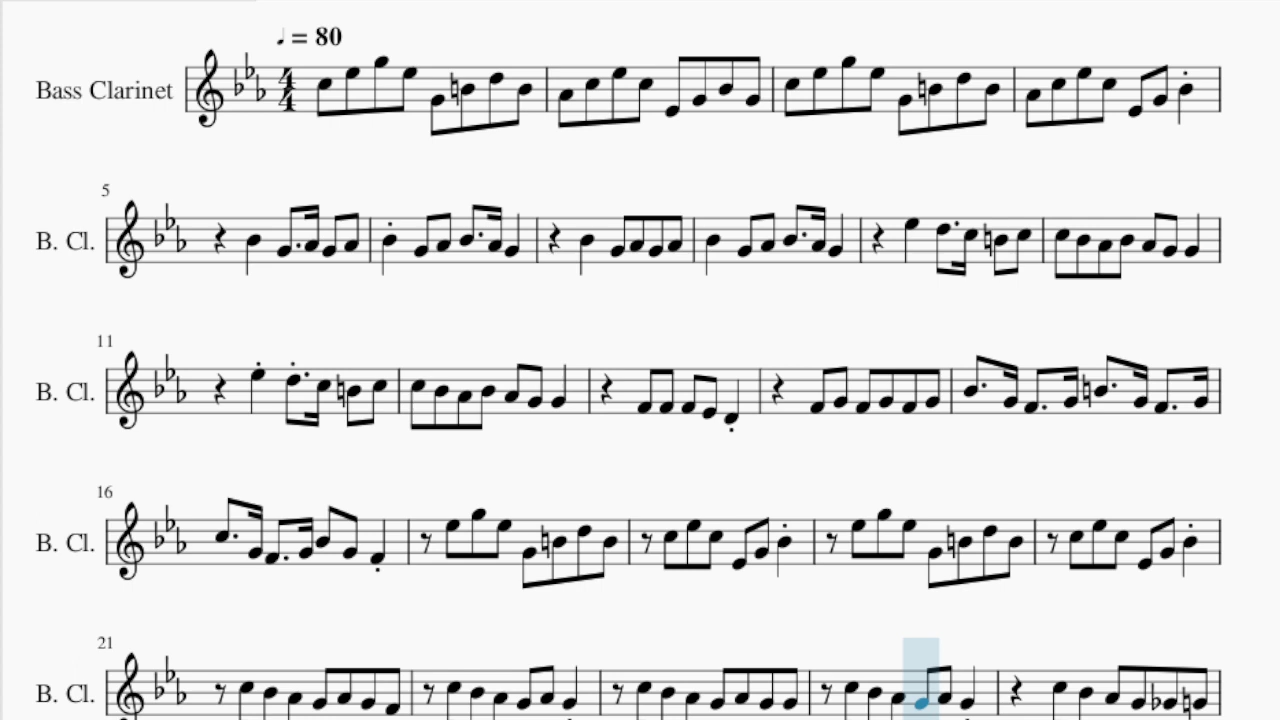 ♩ = 80
Bass Clarinet
4
4
5
B. Cl.
11
B. Cl.
16
B. Cl.
21
B. Cl.